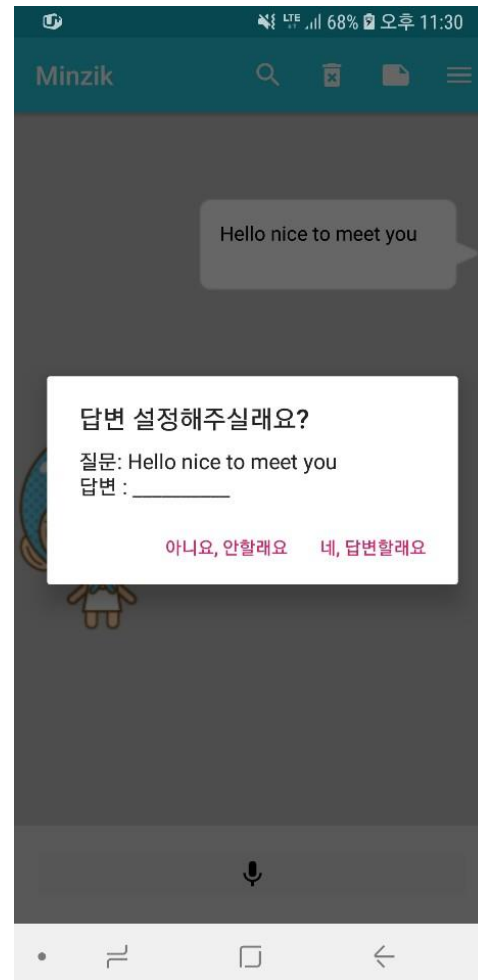 LTE 68% 오후 11:30
Minzik
Hello nice to meet you
답변 설정해주실래요?
질문: Hello nice to meet you
답변 : __________
아니요, 안할래요 네, 답변할래요